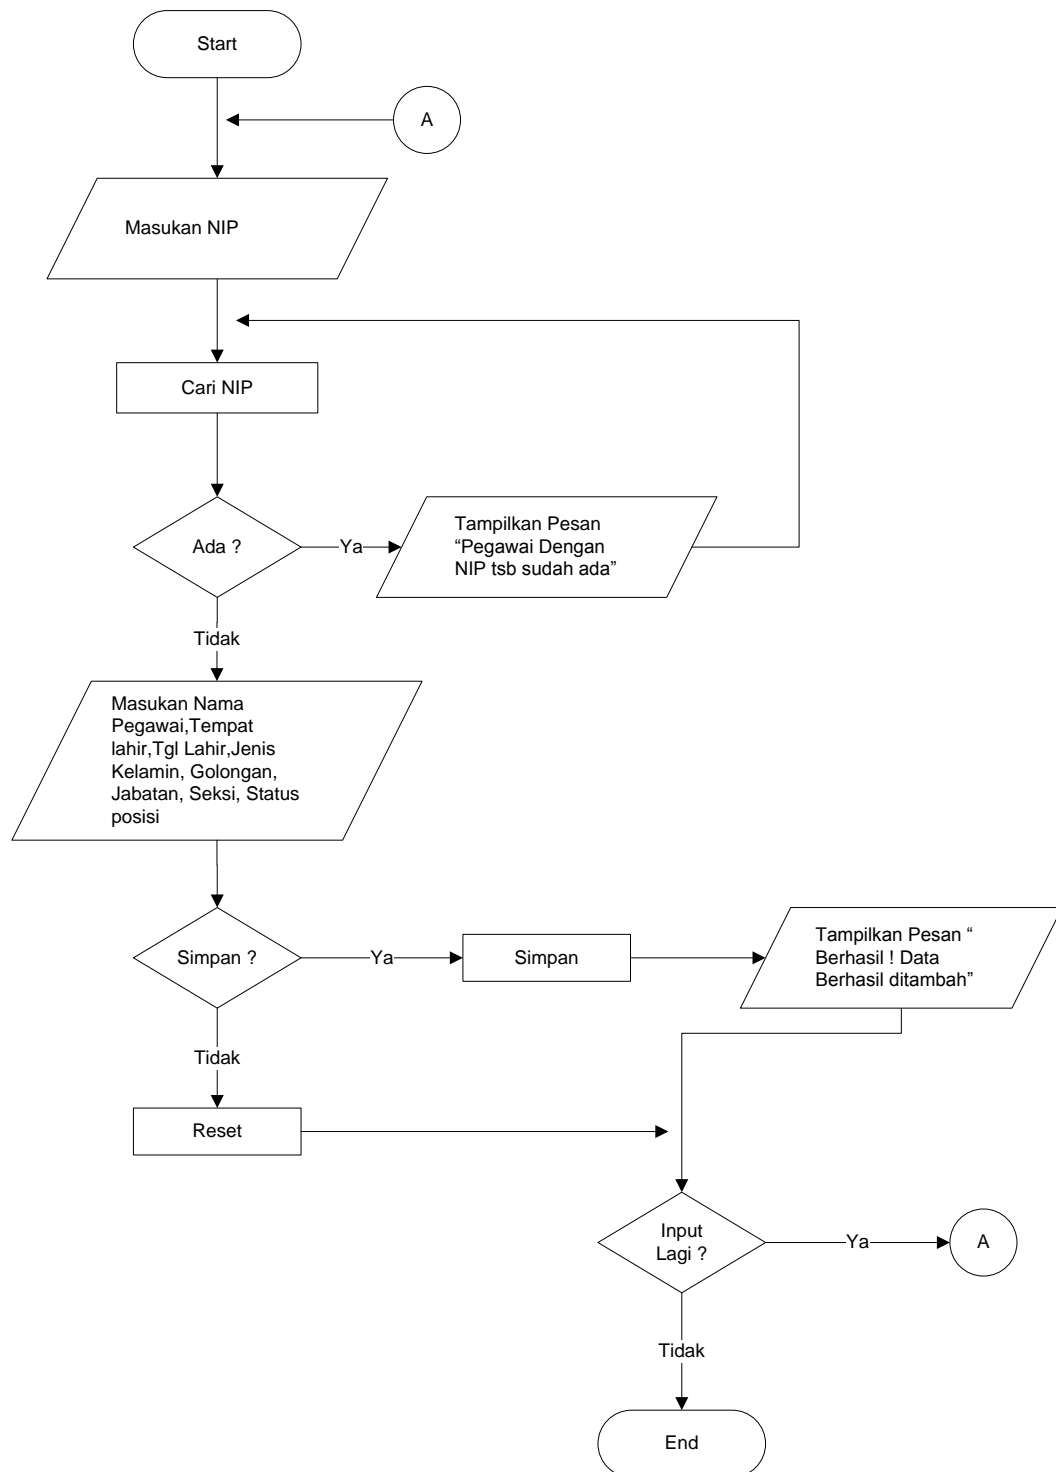 Start
A
Masukan NIP
Cari NIP
Ada ?
Ya
Tampilkan Pesan
“Pegawai Dengan
NIP tsb sudah ada”
Tidak
Masukan Nama
Pegawai,Tempat
lahir,Tgl Lahir,Jenis
Kelamin, Golongan,
Jabatan, Seksi, Status
posisi
Simpan ?
Ya
Simpan
Tampilkan Pesan “
Berhasil ! Data
Berhasil ditambah”
Tidak
Reset
Input
Lagi ?
Ya
A
Tidak
End